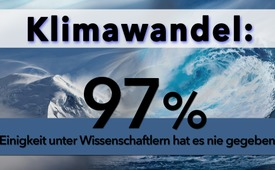 Klimawandel:
97%
Einigkeit unter Wissenschaftlern hat es nie gegeben